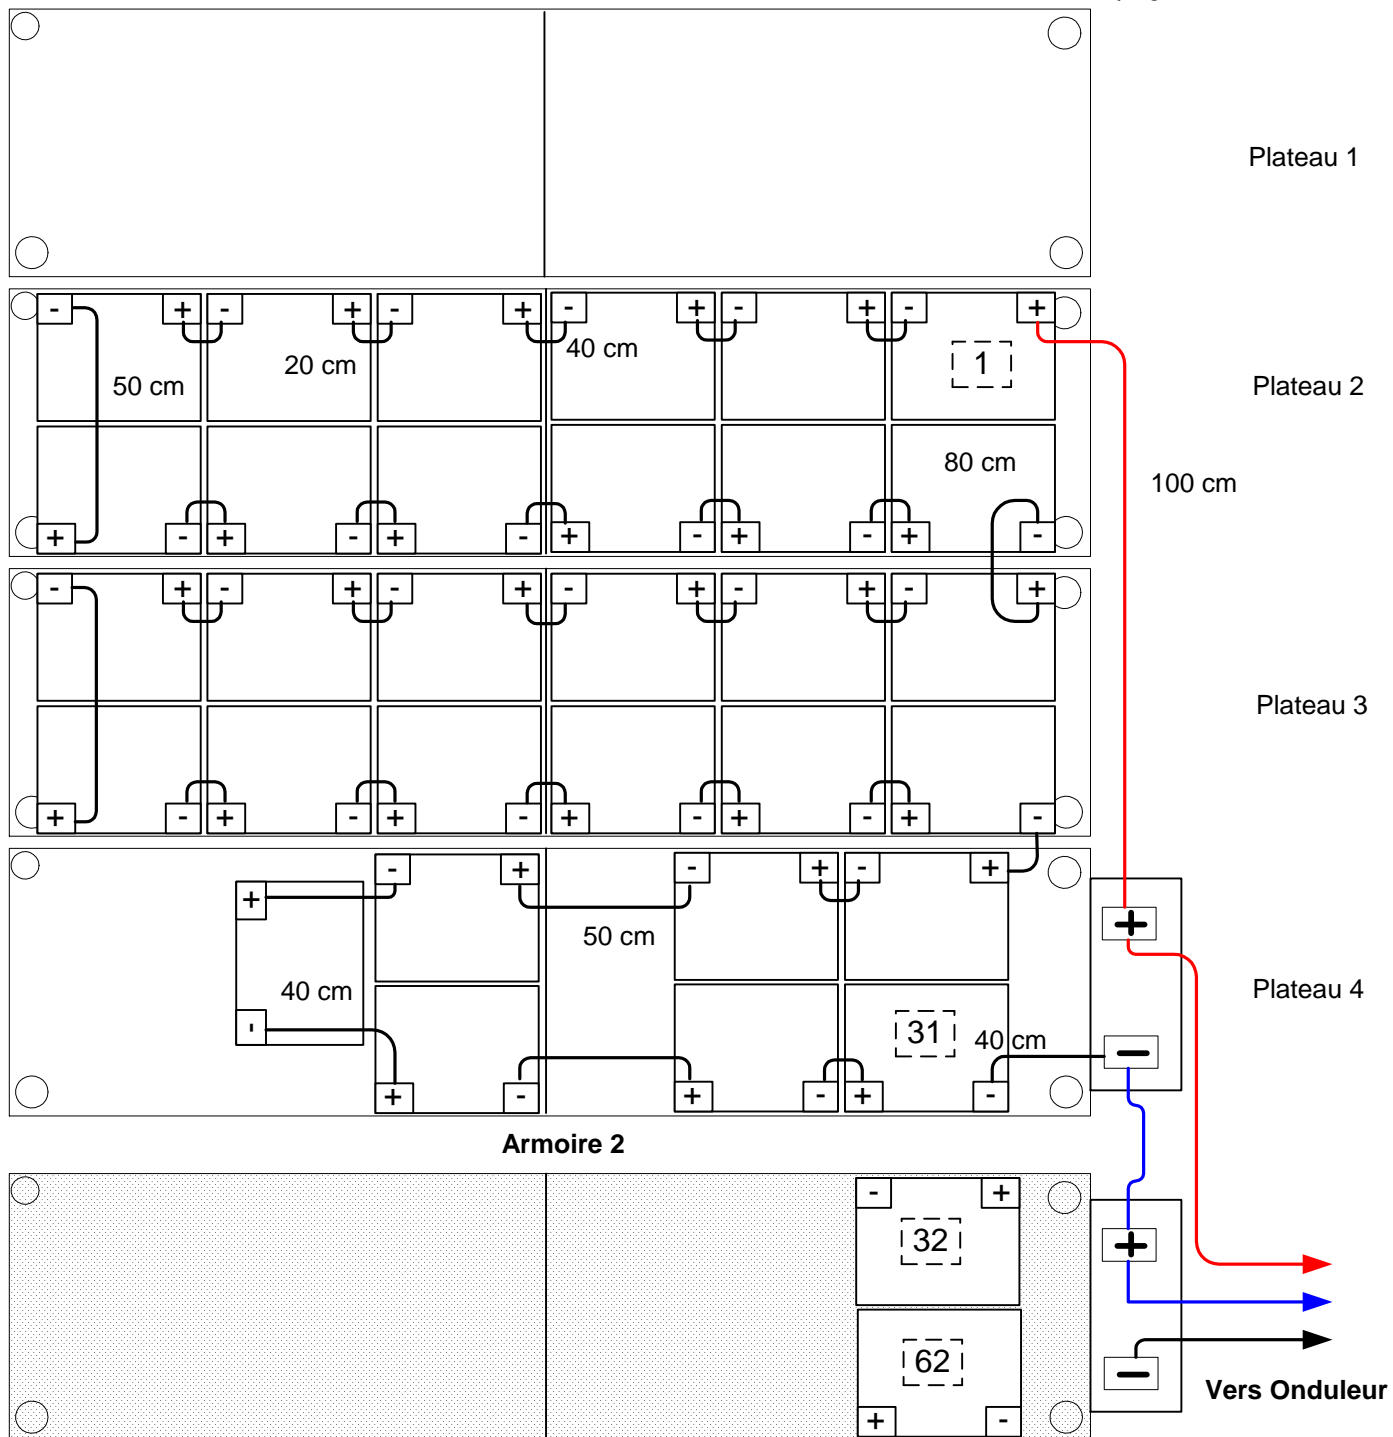 Plateau 1
- + - + - + - + - + - +
20 cm
40 cm
1
50 cm
Plateau 2
80 cm
100 cm
+ - + - + - + - + - + -
- + - + - + - + - + - +
Plateau 3
+ - + - + - + - + - + -
- + - + - +
+
50 cm
+
40 cm
-
31
40 cm
Plateau 4
-
+ - + - + -
Armoire 2
- +
32
+
62
-
Vers Onduleur
+ -